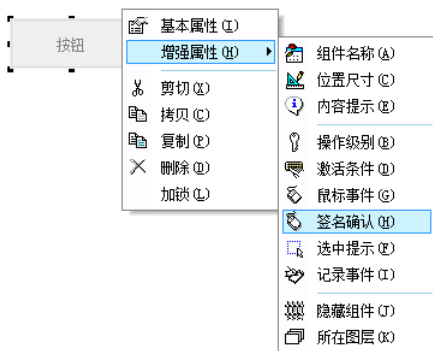 按钮
基本属性(I)
增强属性(H)
剪切(X)
拷贝(C)
复制(P)
删除(D)
加锁(L)
组件名称(A)
位置尺寸(C)
内容提示(E)
操作级别(B)
激活条件(D)
鼠标事件(G)
签名确认(H)
选中提示(F)
记录事件(I)
隐藏组件(J)
所在图层(K)